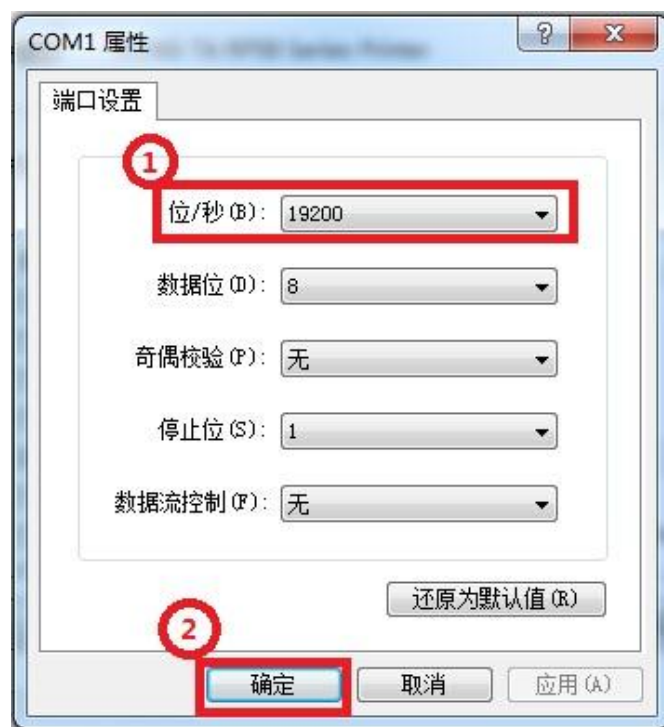 COM1 属性
端口设置
1
位/秒(B): 19200
数据位(D): 8
奇偶校验(P): 无
停止位(S): 1
数据流控制(F): 无
还原为默认值(R)
2
确定 取消 应用(A)